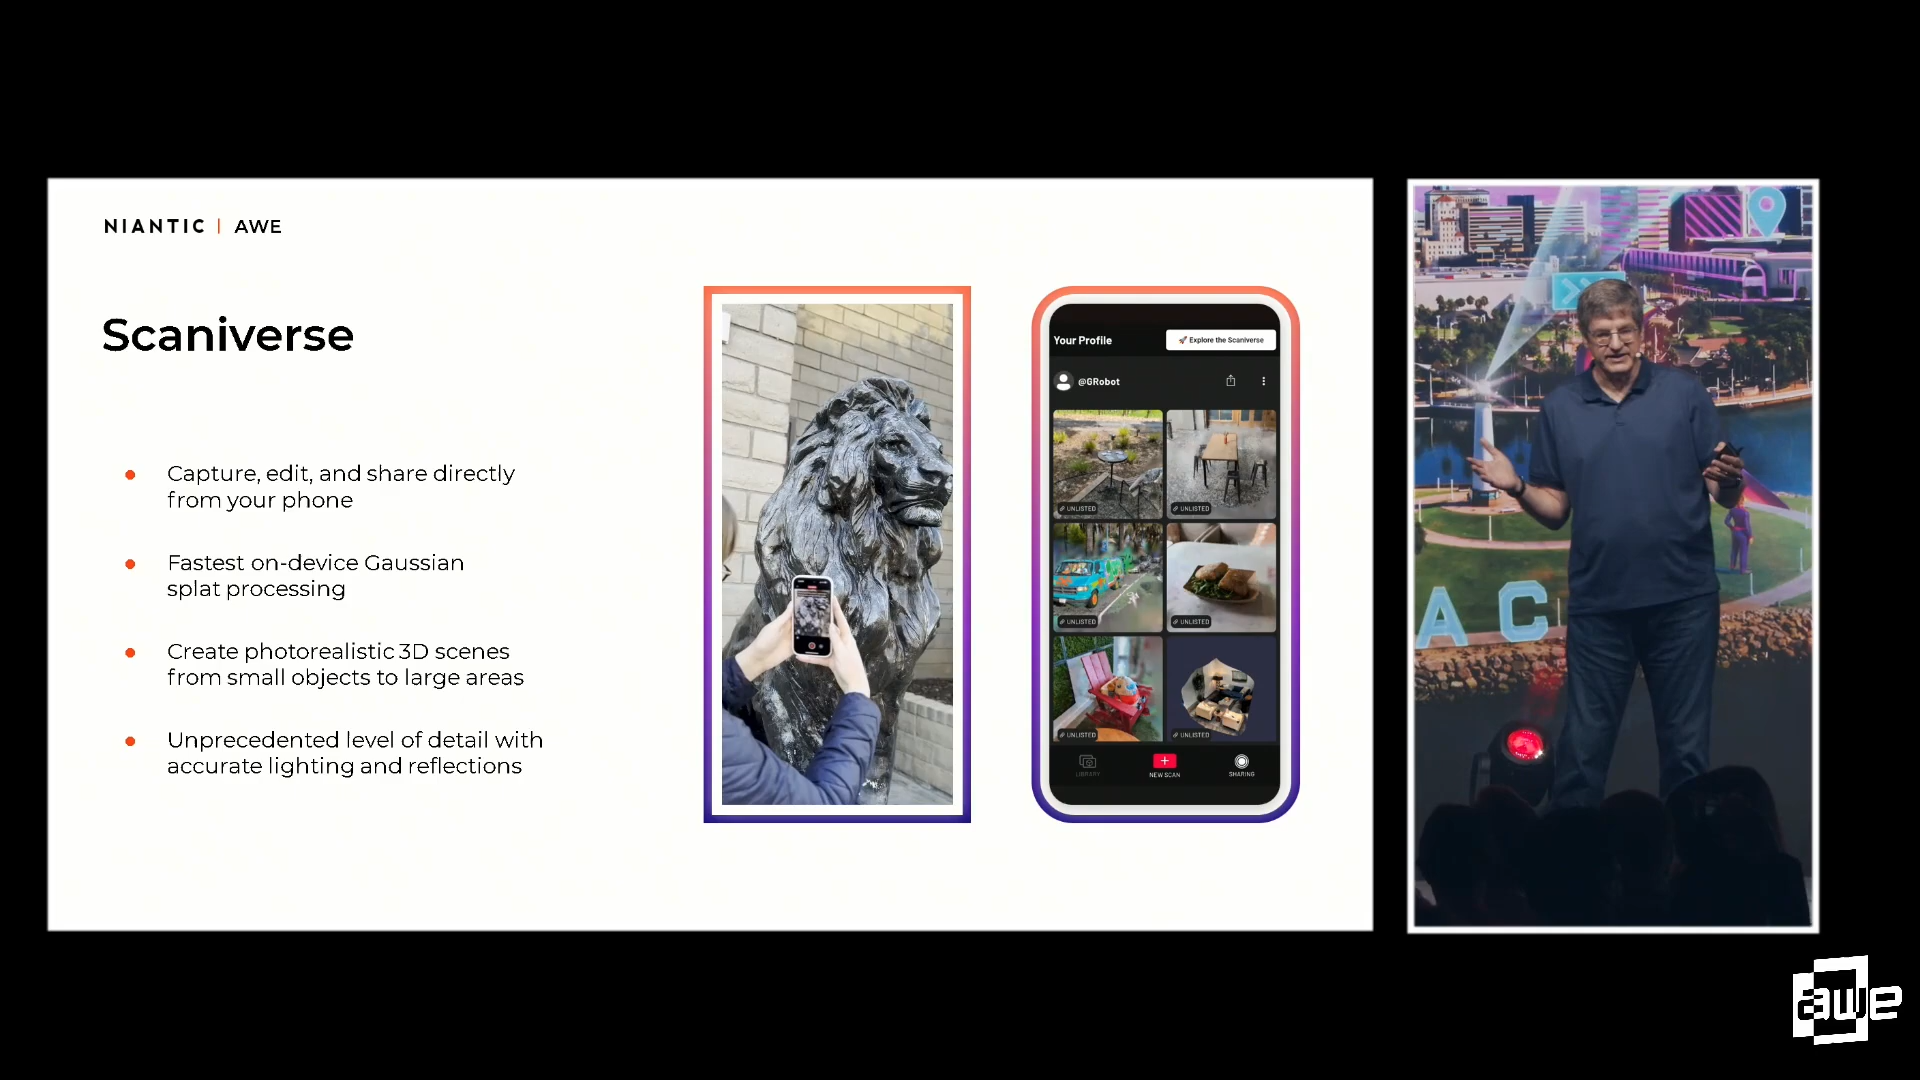 NIANTIC | AWE
Scaniverse
Capture, edit, and share directly
from your phone
Fastest on-device Gaussian
splat processing
Create photorealistic 3D scenes
from small objects to large areas
Unprecedented level of detail with
accurate lighting and reflections
Your Profile
Explore the Scaniverse
@GRobot
UNLISTED
UNLISTED
UNLISTED
UNLISTED
UNLISTED
UNLISTED
LIBRARY
NEW SCAN
SHARING
AC
awe